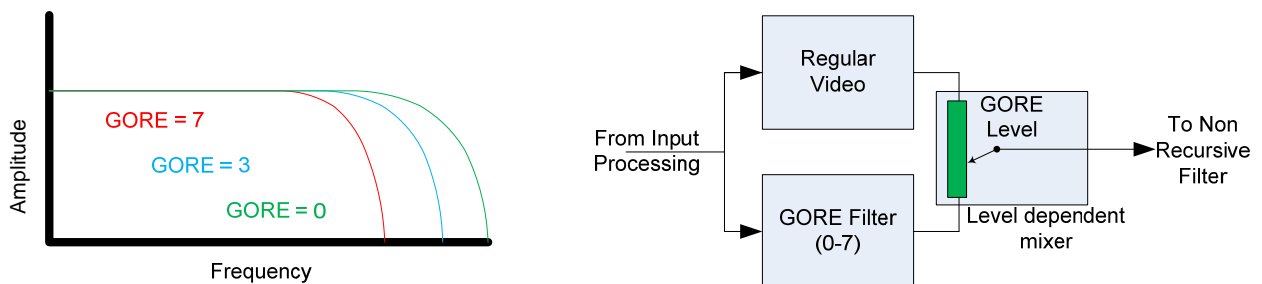 Amplitude
GORE = 7
GORE = 3
GORE = 0
Frequency
From Input
Processing
Regular
Video
GORE Filter
(0-7)
GORE
Level
Level dependent
mixer
To Non
Recursive
Filter